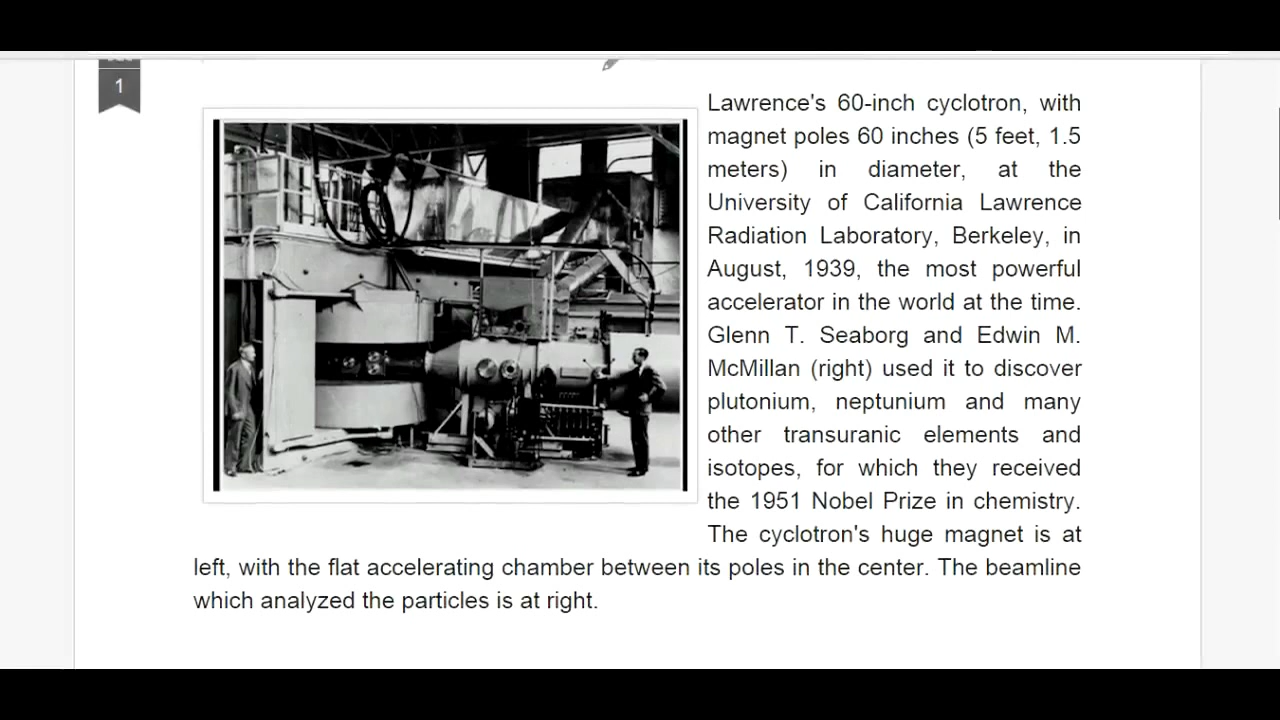 1
Lawrence's 60-inch cyclotron, with
magnet poles 60 inches (5 feet, 1.5
meters) in diameter, at the
University of California Lawrence
Radiation Laboratory, Berkeley, in
August, 1939, the most powerful
accelerator in the world at the time.
Glenn T. Seaborg and Edwin M.
McMillan (right) used it to discover
plutonium, neptunium and many
other transuranic elements and
isotopes, for which they received
the 1951 Nobel Prize in chemistry.
The cyclotron's huge magnet is at
left, with the flat accelerating chamber between its poles in the center. The beamline
which analyzed the particles is at right.